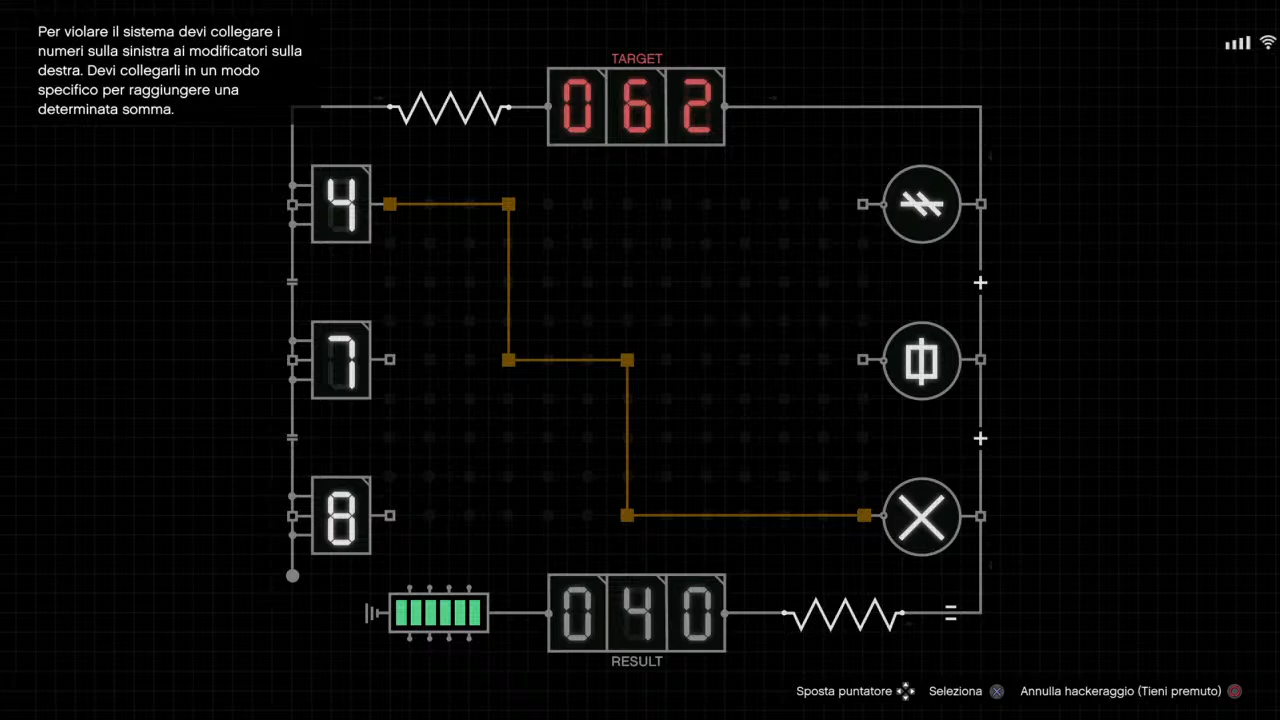 Per violare il sistema devi collegare i
numeri sulla sinistra ai modificatori sulla
destra. Devi collegarli in un modo
specifico per raggiungere una
determinata somma.
TARGET
062
4
7
8
+
+
=
040
RESULT
Sposta puntatore Seleziona Annulla hackeraggio (Tieni premuto)